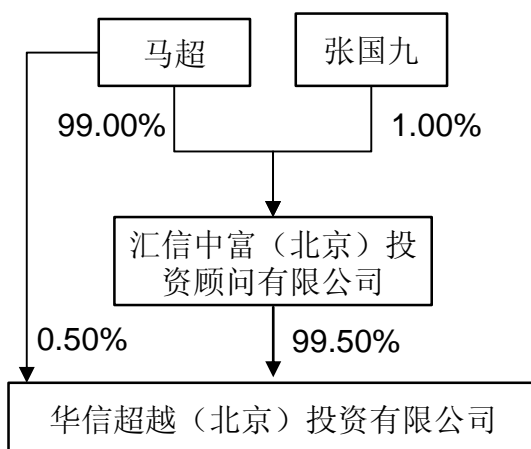 马超
张国九
99.00%
1.00%
汇信中富（北京）投
资顾问有限公司
0.50%
99.50%
华信超越（北京）投资有限公司